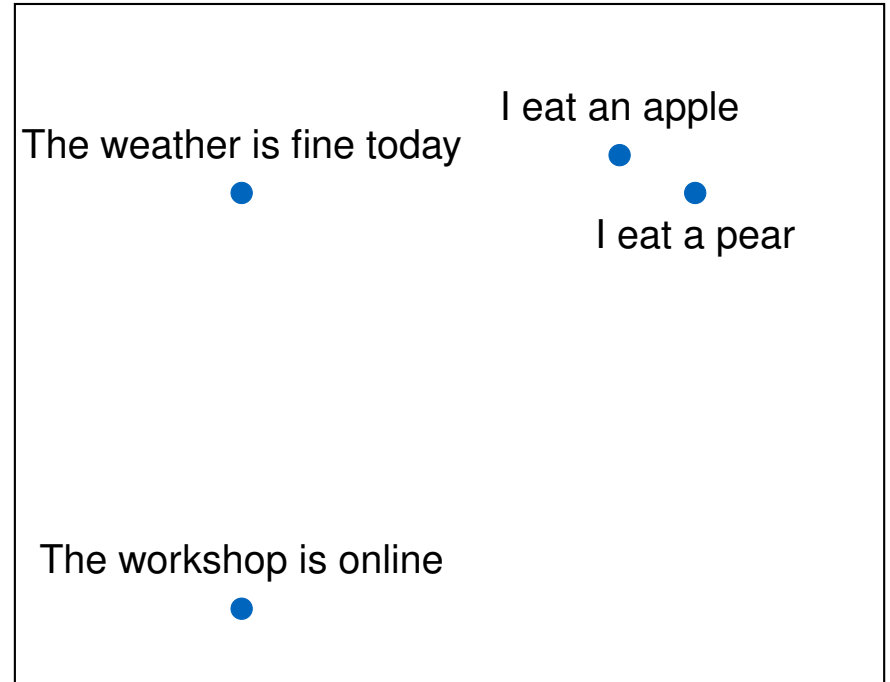 I eat an apple
The weather is fine today
I eat a pear
The workshop is online